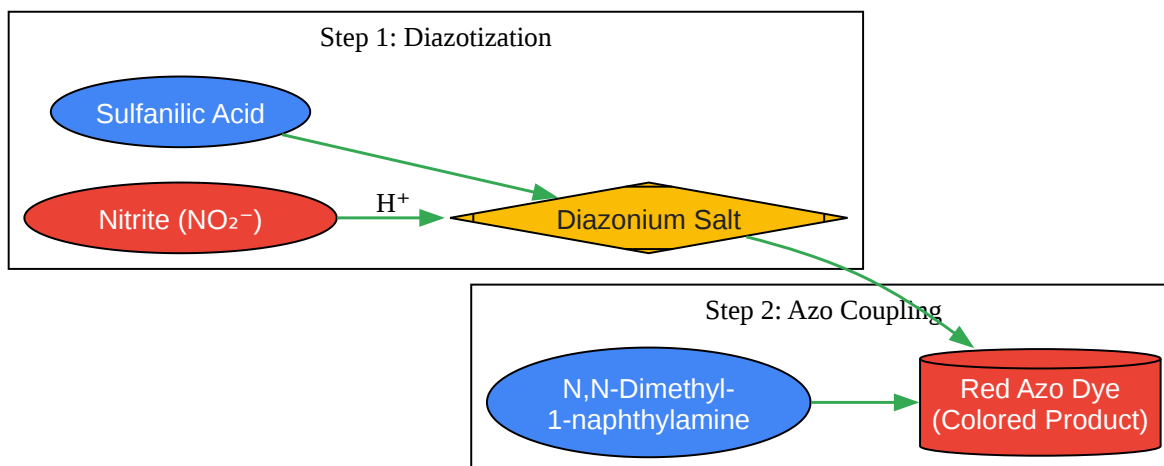 Step 1: Diazotization
Sulfanilic Acid
Nitrite (NO₂⁻)
H⁺
Diazonium Salt
Step 2: Azo Coupling
N,N-Dimethyl-
1-naphthylamine
Red Azo Dye
(Colored Product)